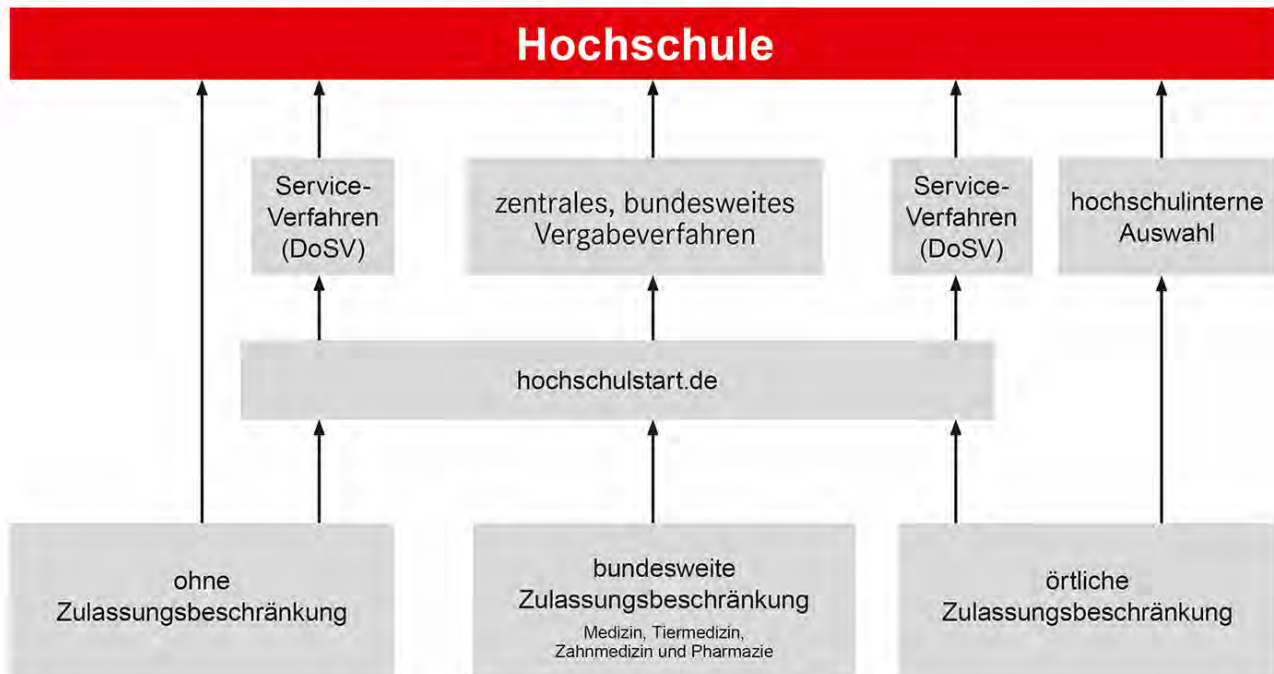 Hochschule
Service-
Verfahren
(DoSV)
zentrales, bundesweites
Vergabeverfahren
Service-
Verfahren
(DoSV)
hochschulinterne
Auswahl
hochschulstart.de
ohne
Zulassungsbeschränkung
bundesweite
Zulassungsbeschränkung
Medizin, Tiermedizin,
Zahnmedizin und Pharmazie
örtliche
Zulassungsbeschränkung